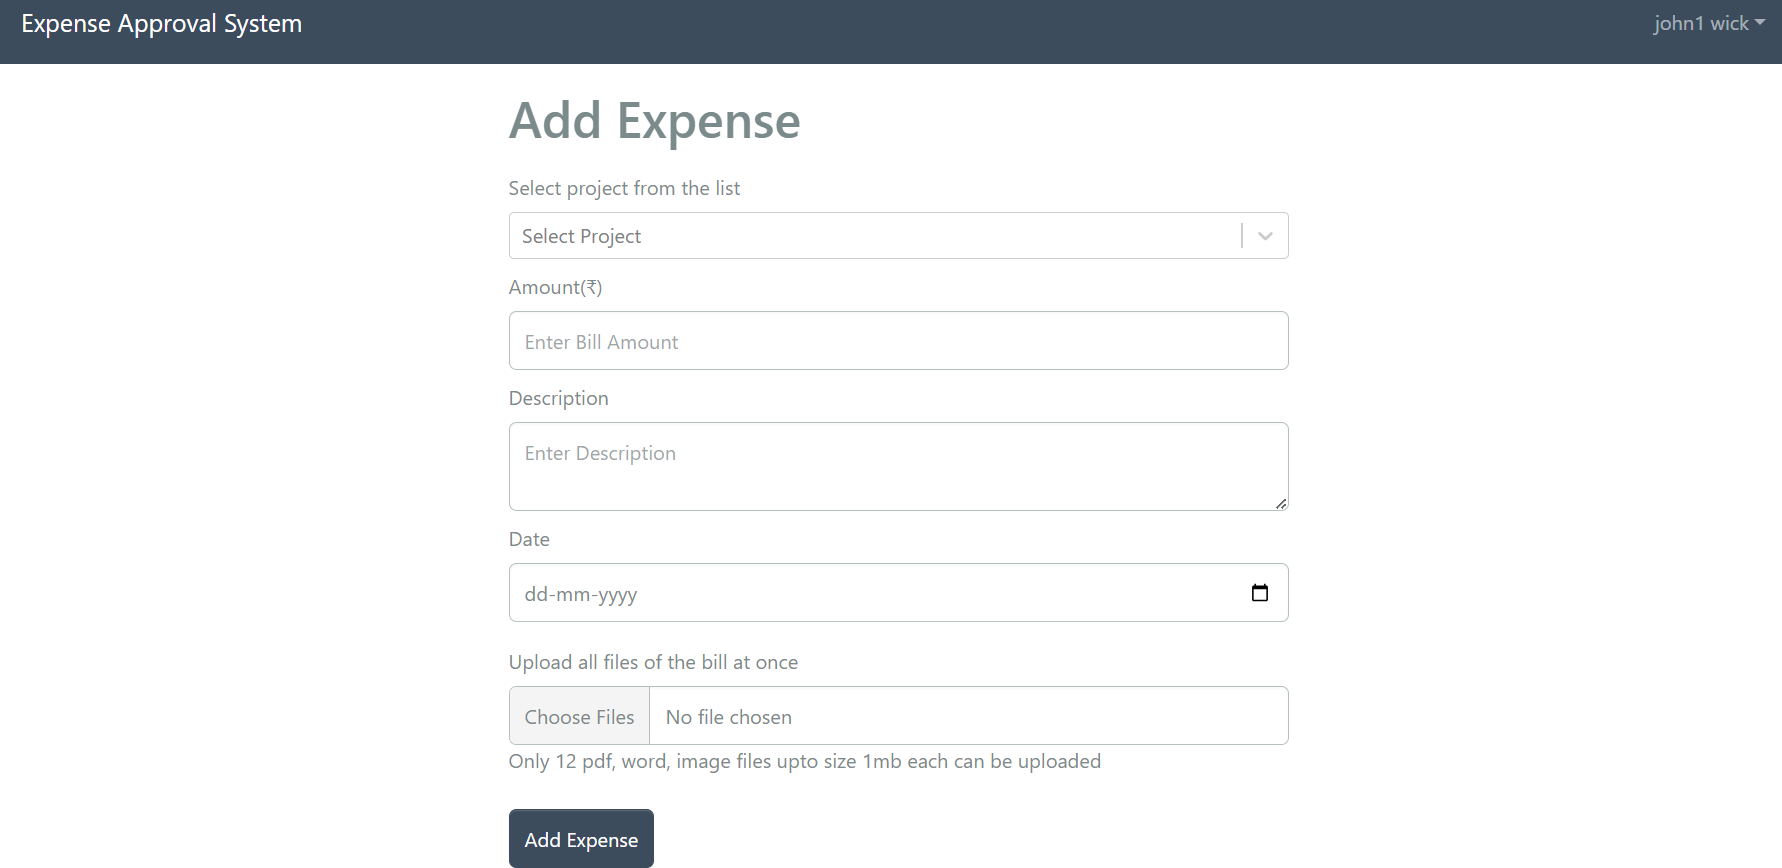 Expense Approval System
john1 wick
Add Expense
Select project from the list
Select Project
Amount(₹)
Enter Bill Amount
Description
Enter Description
Date
dd-mm-yyyy
Upload all files of the bill at once
Choose Files No file chosen
Only 12 pdf, word, image files upto size 1mb each can be uploaded
Add Expense